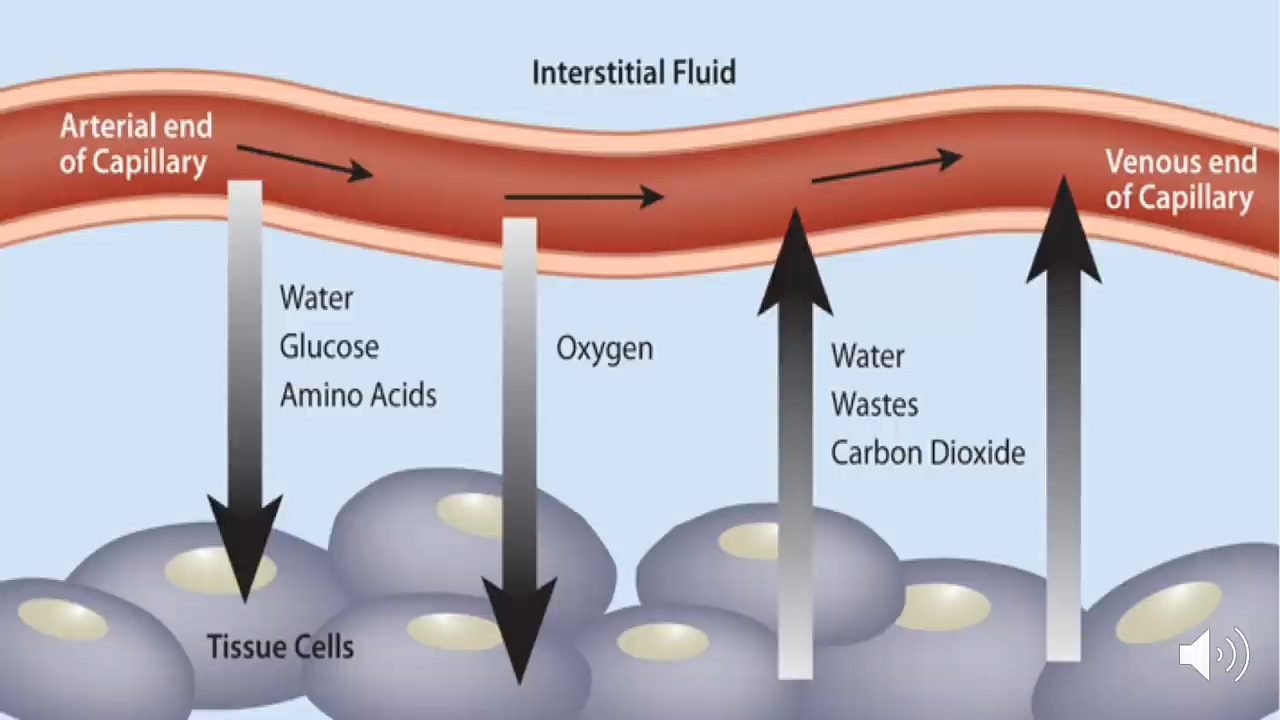 Interstitial Fluid
Arterial end
of Capillary
Venous end
of Capillary
Water
Glucose
Amino Acids
Oxygen
Water
Wastes
Carbon Dioxide
Tissue Cells